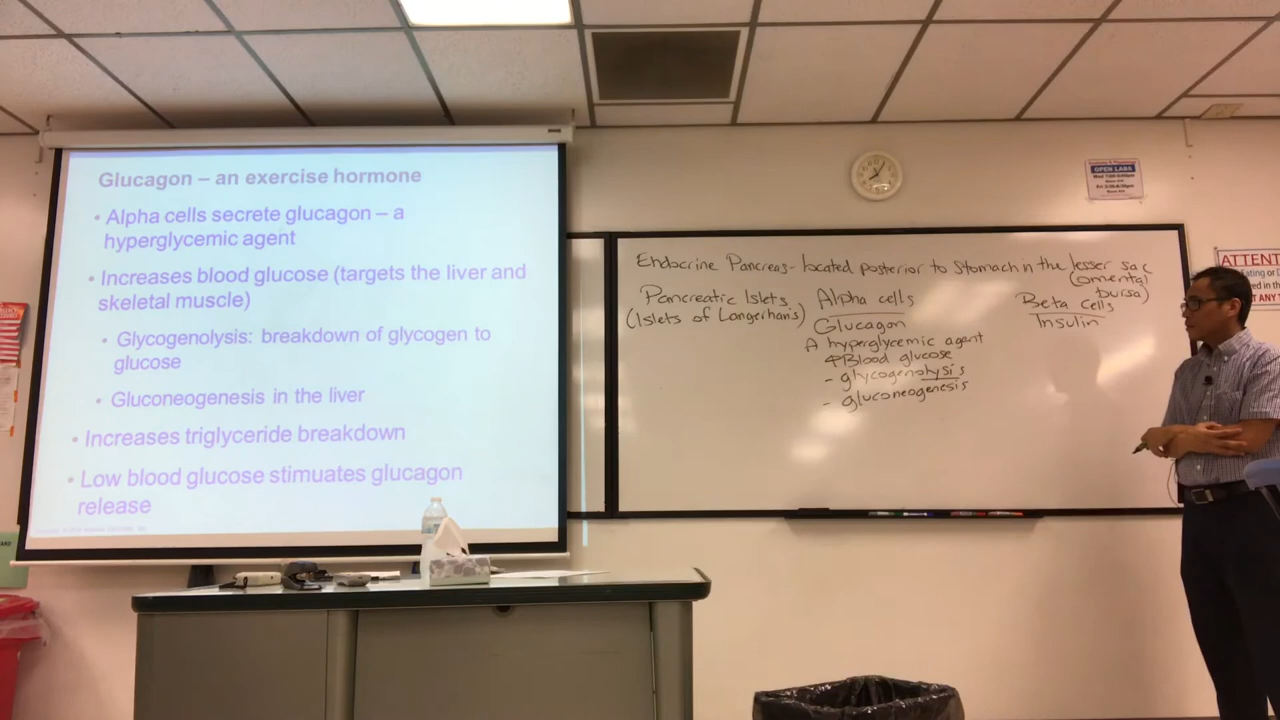 Glucagon – an exercise hormone
• Alpha cells secrete glucagon – a
hyperglycemic agent
• Increases blood glucose (targets the liver and
skeletal muscle)
• Glycogenolysis: breakdown of glycogen to
glucose
• Gluconeogenesis in the liver
• Increases triglyceride breakdown
• Low blood glucose stimuates glucagon
release
Endocrine Pancreas - located posterior to stomach in the lesser sac
(omental
bursa)
Pancreatic Islets
(Islets of Langerhans)
Alpha cells
Glucagon
A hyperglycemic agent
↑Blood glucose
- glycogenolysis
- gluconeogenesis
Beta cells
Insulin
OPEN LABS
ATTENT